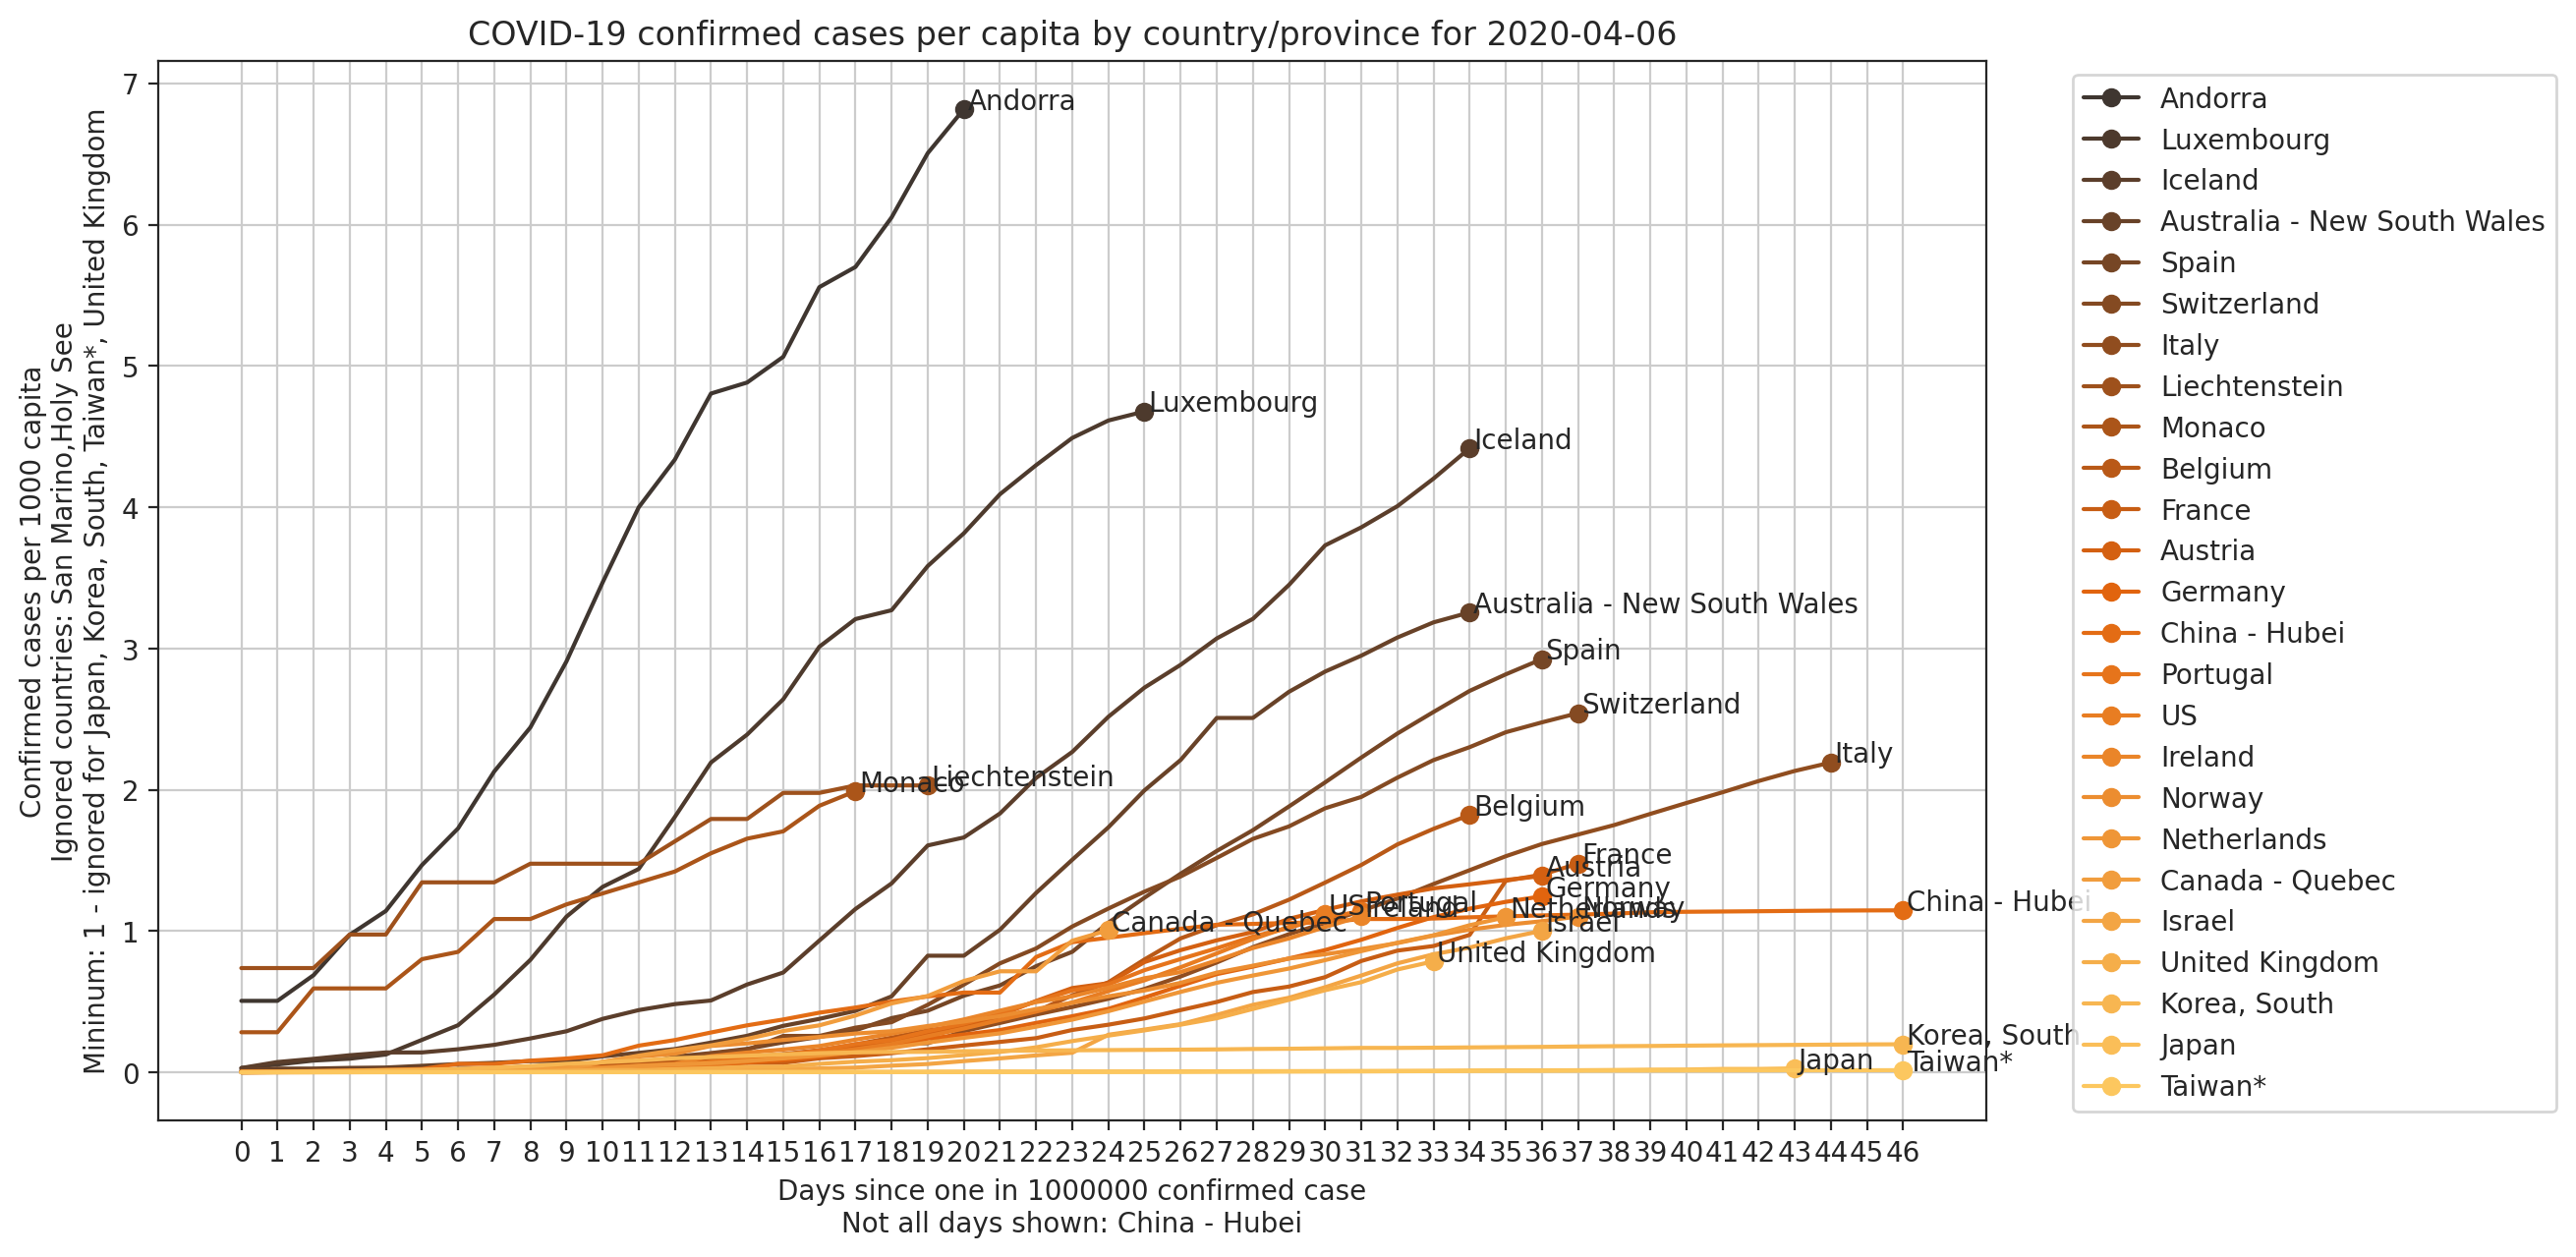 COVID-19 confirmed cases per capita by country/province for 2020-04-06
Confirmed cases per 1000 capita
Ignored countries: San Marino,Holy See
Mininum: 1 - ignored for Japan, Korea, South, Taiwan*, United Kingdom
7
6
5
4
3
2
1
0
Andorra
Luxembourg
Iceland
Australia - New South Wales
Spain
Switzerland
Italy
Monaco
Liechtenstein
Belgium
France
Austria
Germany
China - Hubei
US
Portugal
Ireland
Netherlands
Norway
Canada - Quebec
Israel
United Kingdom
Korea, South
Japan
Taiwan*
0 1 2 3 4 5 6 7 8 9 10 11 12 13 14 15 16 17 18 19 20 21 22 23 24 25 26 27 28 29 30 31 32 33 34 35 36 37 38 39 40 41 42 43 44 45 46
Days since one in 1000000 confirmed case
Not all days shown: China - Hubei
Andorra
Luxembourg
Iceland
Australia - New South Wales
Spain
Switzerland
Italy
Liechtenstein
Monaco
Belgium
France
Austria
Germany
China - Hubei
Portugal
US
Ireland
Norway
Netherlands
Canada - Quebec
Israel
United Kingdom
Korea, South
Japan
Taiwan*